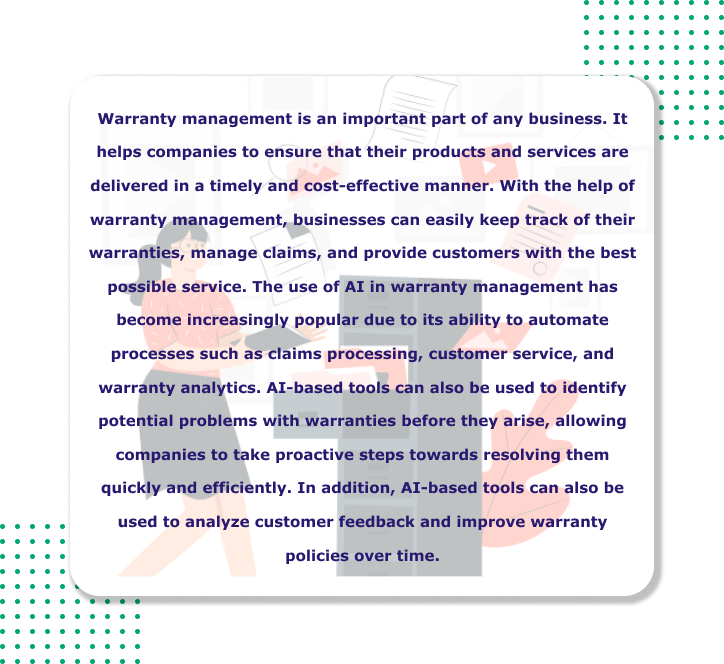 Warranty management is an important part of any business. It
helps companies to ensure that their products and services are
delivered in a timely and cost-effective manner. With the help of
warranty management, businesses can easily keep track of their
warranties, manage claims, and provide customers with the best
possible service. The use of AI in warranty management has
become increasingly popular due to its ability to automate
processes such as claims processing, customer service, and
warranty analytics. AI-based tools can also be used to identify
potential problems with warranties before they arise, allowing
companies to take proactive steps towards resolving them
quickly and efficiently. In addition, AI-based tools can also be
used to analyze customer feedback and improve warranty
policies over time.